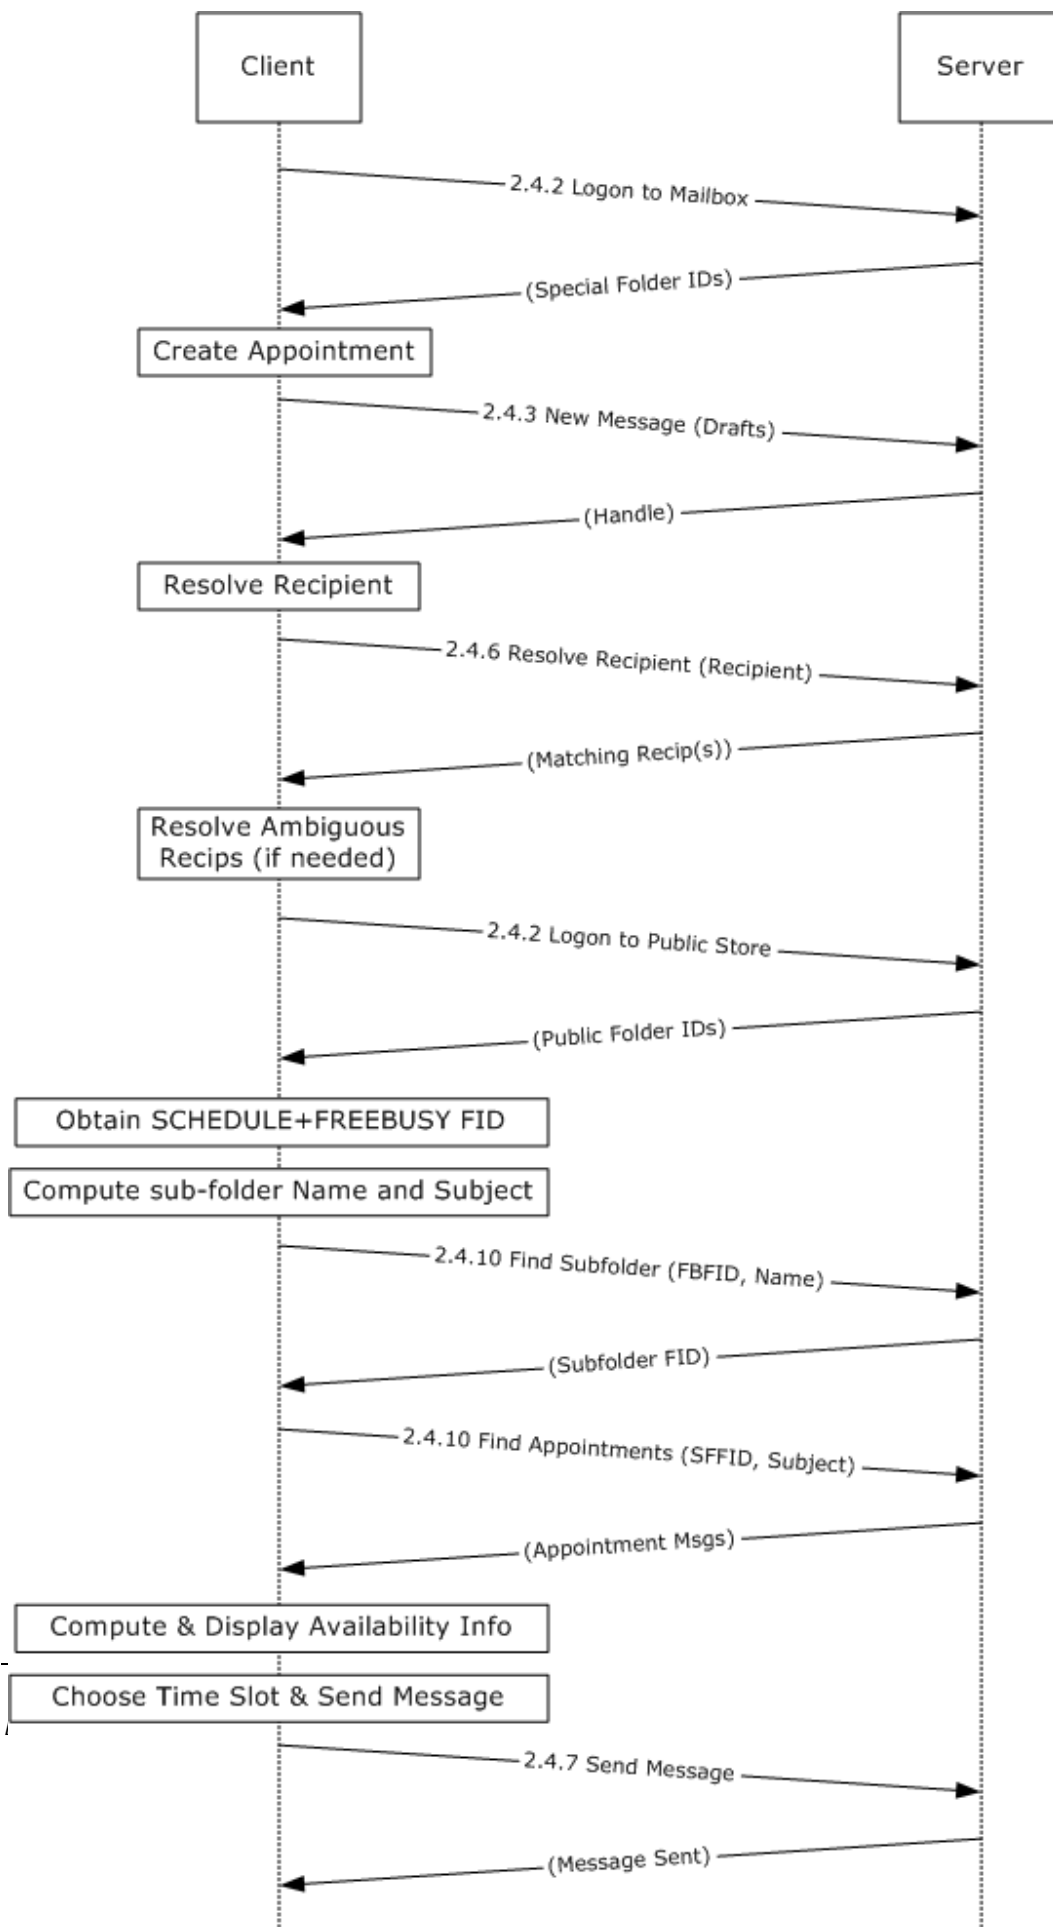 Client
Server
2.4.2 Logon to Mailbox
(Special Folder IDs)
Create Appointment
2.4.3 New Message (Drafts)
(Handle)
Resolve Recipient
2.4.6 Resolve Recipient (Recipient)
(Matching Recip(s))
Resolve Ambiguous
Recips (if needed)
2.4.2 Logon to Public Store
(Public Folder IDs)
Obtain SCHEDULE+FREEBUSY FID
Compute sub-folder Name and Subject
2.4.10 Find Subfolder (FBFID, Name)
(Subfolder FID)
2.4.10 Find Appointments (SFFID, Subject)
(Appointment Msgs)
Compute & Display Availability Info
Choose Time Slot & Send Message
2.4.7 Send Message
(Message Sent)